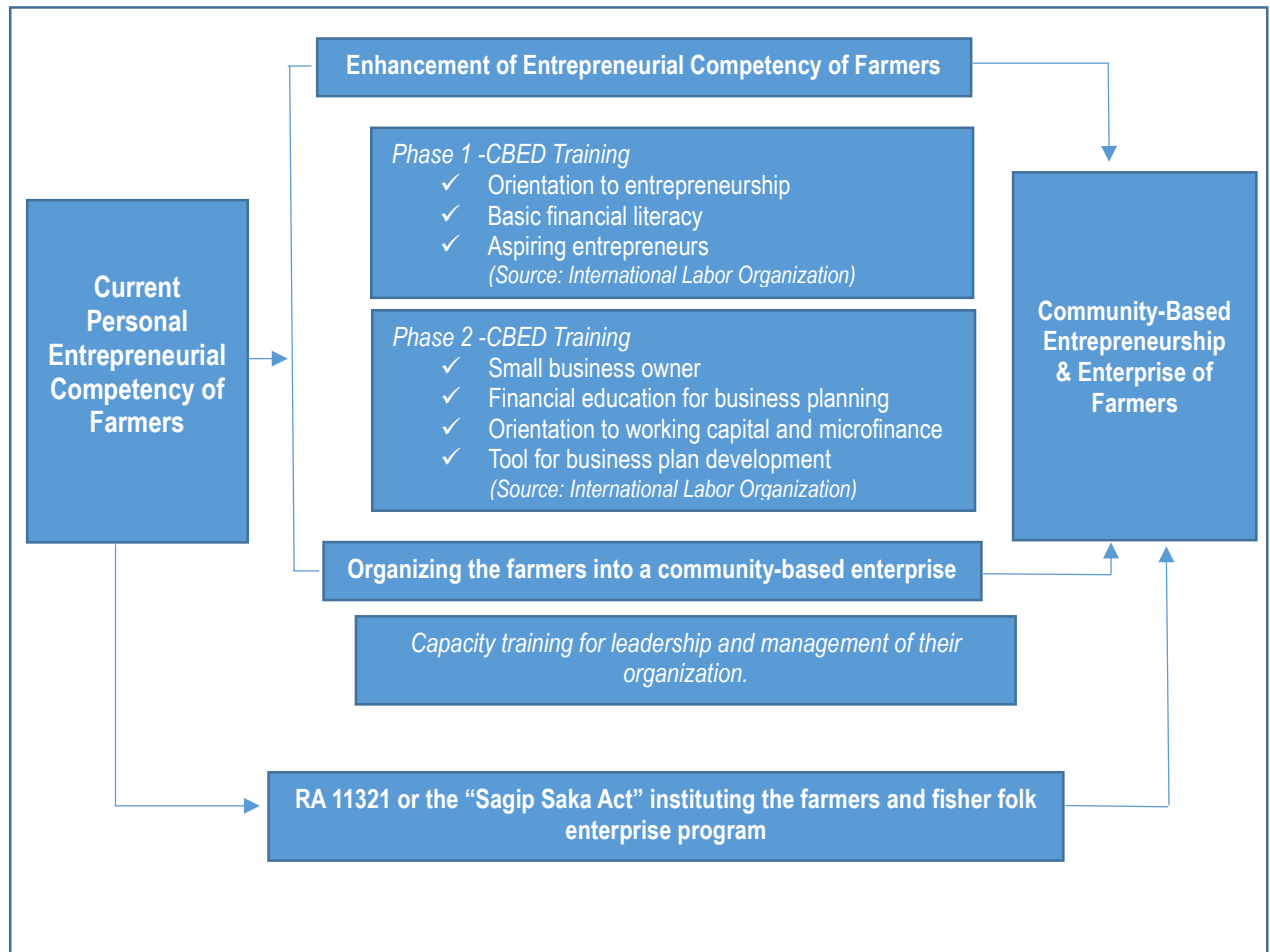 Enhancement of Entrepreneurial Competency of Farmers
Phase 1 -CBED Training
✓ Orientation to entrepreneurship
✓ Basic financial literacy
✓ Aspiring entrepreneurs
(Source: International Labor Organization)
Current
Personal
Entrepreneurial
Competency of
Farmers
Community-Based
Entrepreneurship
& Enterprise of
Farmers
Phase 2 -CBED Training
✓ Small business owner
✓ Financial education for business planning
✓ Orientation to working capital and microfinance
✓ Tool for business plan development
(Source: International Labor Organization)
Organizing the farmers into a community-based enterprise
Capacity training for leadership and management of their
organization.
RA 11321 or the “Sagip Saka Act” instituting the farmers and fisher folk
enterprise program